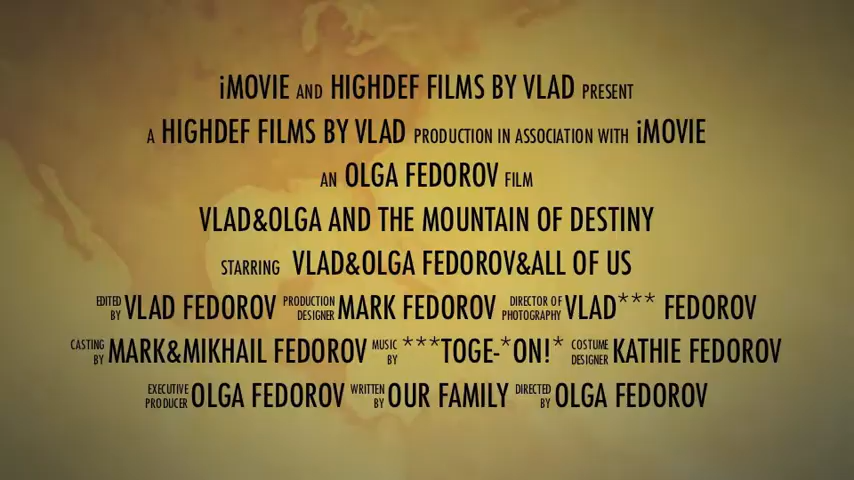 iMOVIE AND HIGHDEF FILMS BY VLAD PRESENT
A HIGHDEF FILMS BY VLAD PRODUCTION IN ASSOCIATION WITH iMOVIE
AN OLGA FEDOROV FILM
VLAD&OLGA AND THE MOUNTAIN OF DESTINY
STARRING VLAD&OLGA FEDOROV&ALL OF US
EDITED BY VLAD FEDOROV PRODUCTION DESIGNER MARK FEDOROV DIRECTOR OF PHOTOGRAPHY VLAD*** FEDOROV
CASTING BY MARK&MIKHAIL FEDOROV MUSIC BY ***TOGE-*ON!* COSTUME DESIGNER KATHIE FEDOROV
EXECUTIVE PRODUCER OLGA FEDOROV WRITTEN BY OUR FAMILY DIRECTED BY OLGA FEDOROV